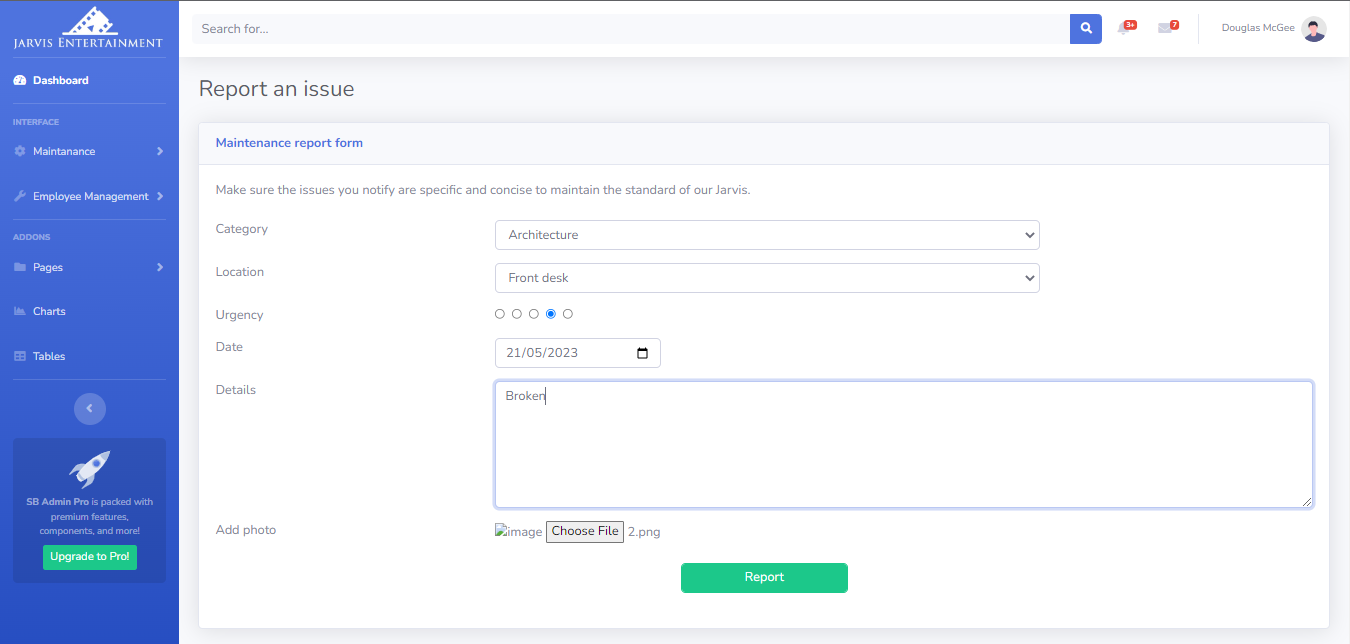 JARVIS ENTERTAINMENT
Search for...
3+
7
Douglas McGee
Dashboard
INTERFACE
Maintanance
Employee Management
ADDONS
Pages
Charts
Tables
SB Admin Pro is packed with
premium features,
components, and more!
Upgrade to Pro!
Report an issue
Maintenance report form
Make sure the issues you notify are specific and concise to maintain the standard of our Jarvis.
Category
Architecture
Location
Front desk
Urgency
Date
21/05/2023
Details
Broken
Add photo
image Choose File 2.png
Report